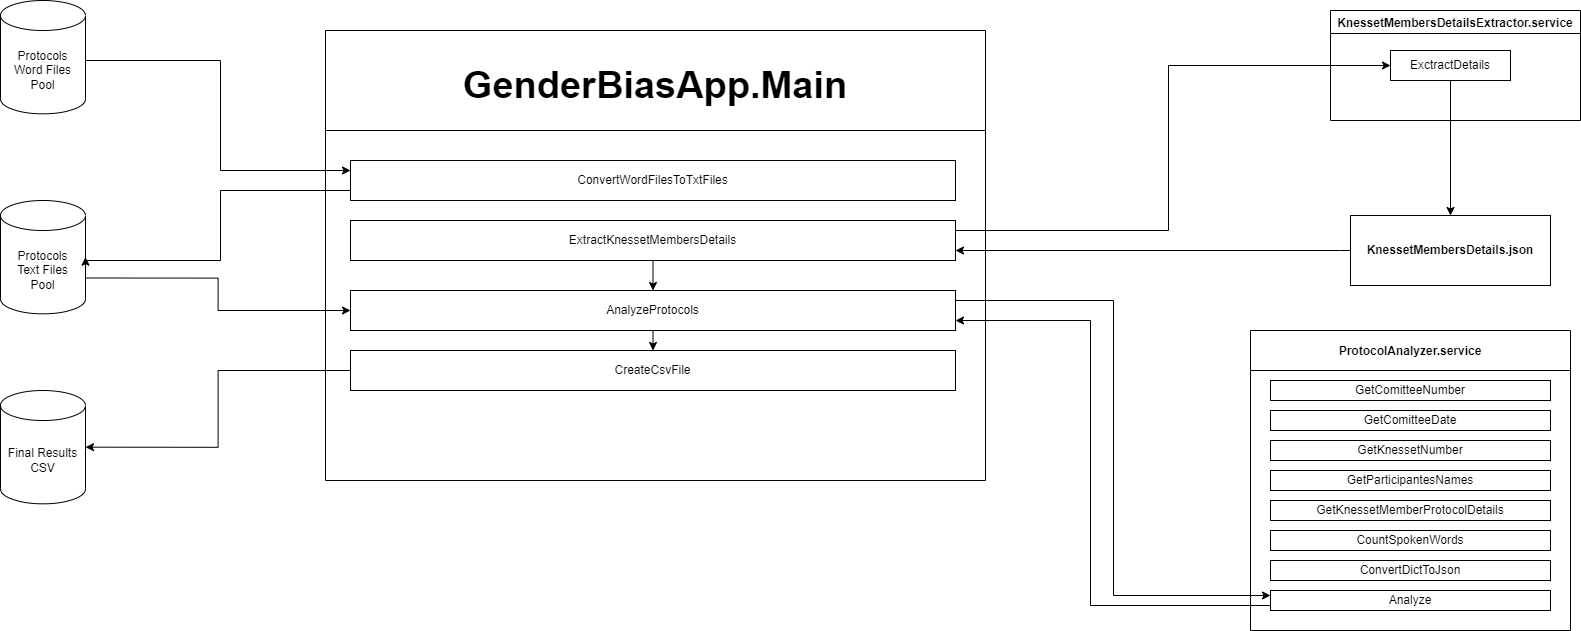 Protocols
Word Files
Pool
Protocols
Text Files
Pool
Final Results
CSV
GenderBiasApp.Main
ConvertWordFilesToTxtFiles
ExtractKnessetMembersDetails
AnalyzeProtocols
CreateCsvFile
KnessetMembersDetailsExtractor.service
ExctractDetails
KnessetMembersDetails.json
ProtocolAnalyzer.service
GetComitteeNumber
GetComitteeDate
GetKnessetNumber
GetParticipantesNames
GetKnessetMemberProtocolDetails
CountSpokenWords
ConvertDictToJson
Analyze